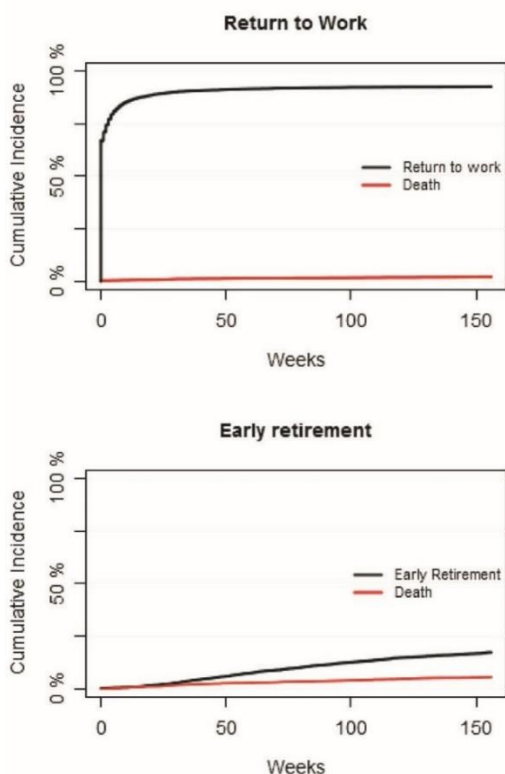 Return to Work
Cumulative Incidence
100 %
50 %
0 %
Return to work
Death
0 50 100 150
Weeks
Early retirement
Cumulative Incidence
100 %
50 %
0 %
Early Retirement
Death
0 50 100 150
Weeks